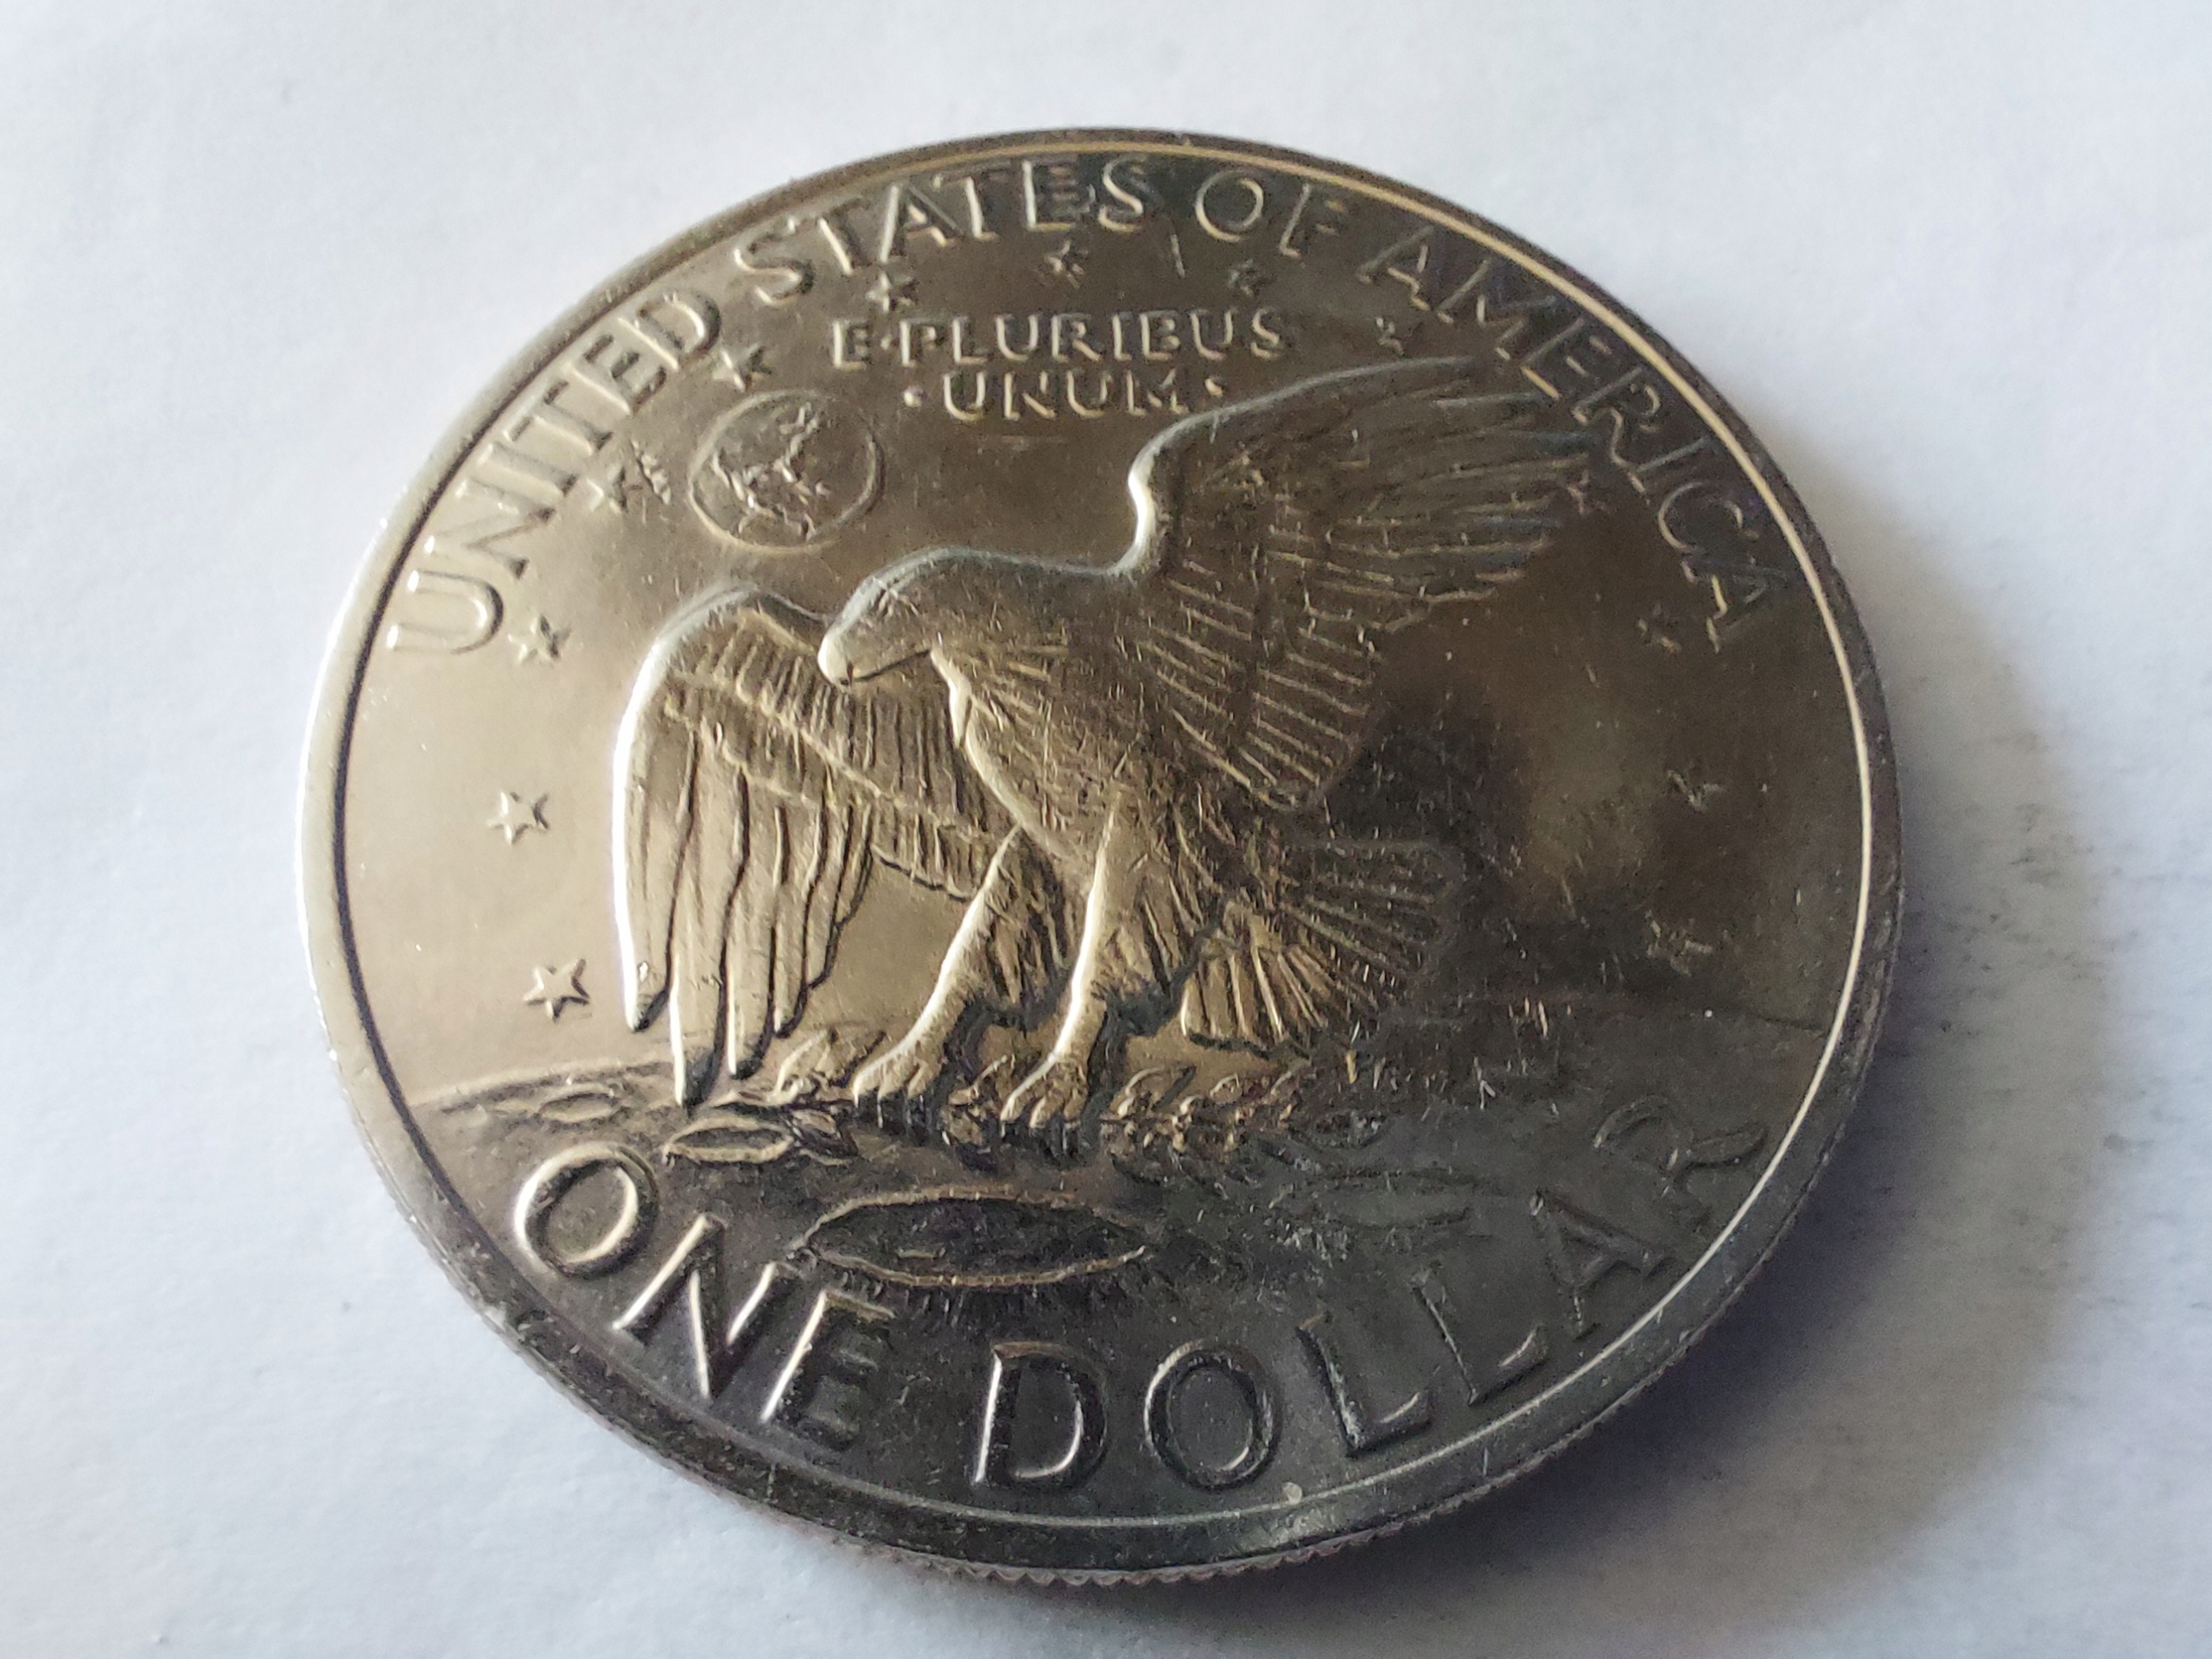 UNITED STATES OF AMERICA
E·PLURIBUS
·UNUM·
ONE DOLLAR